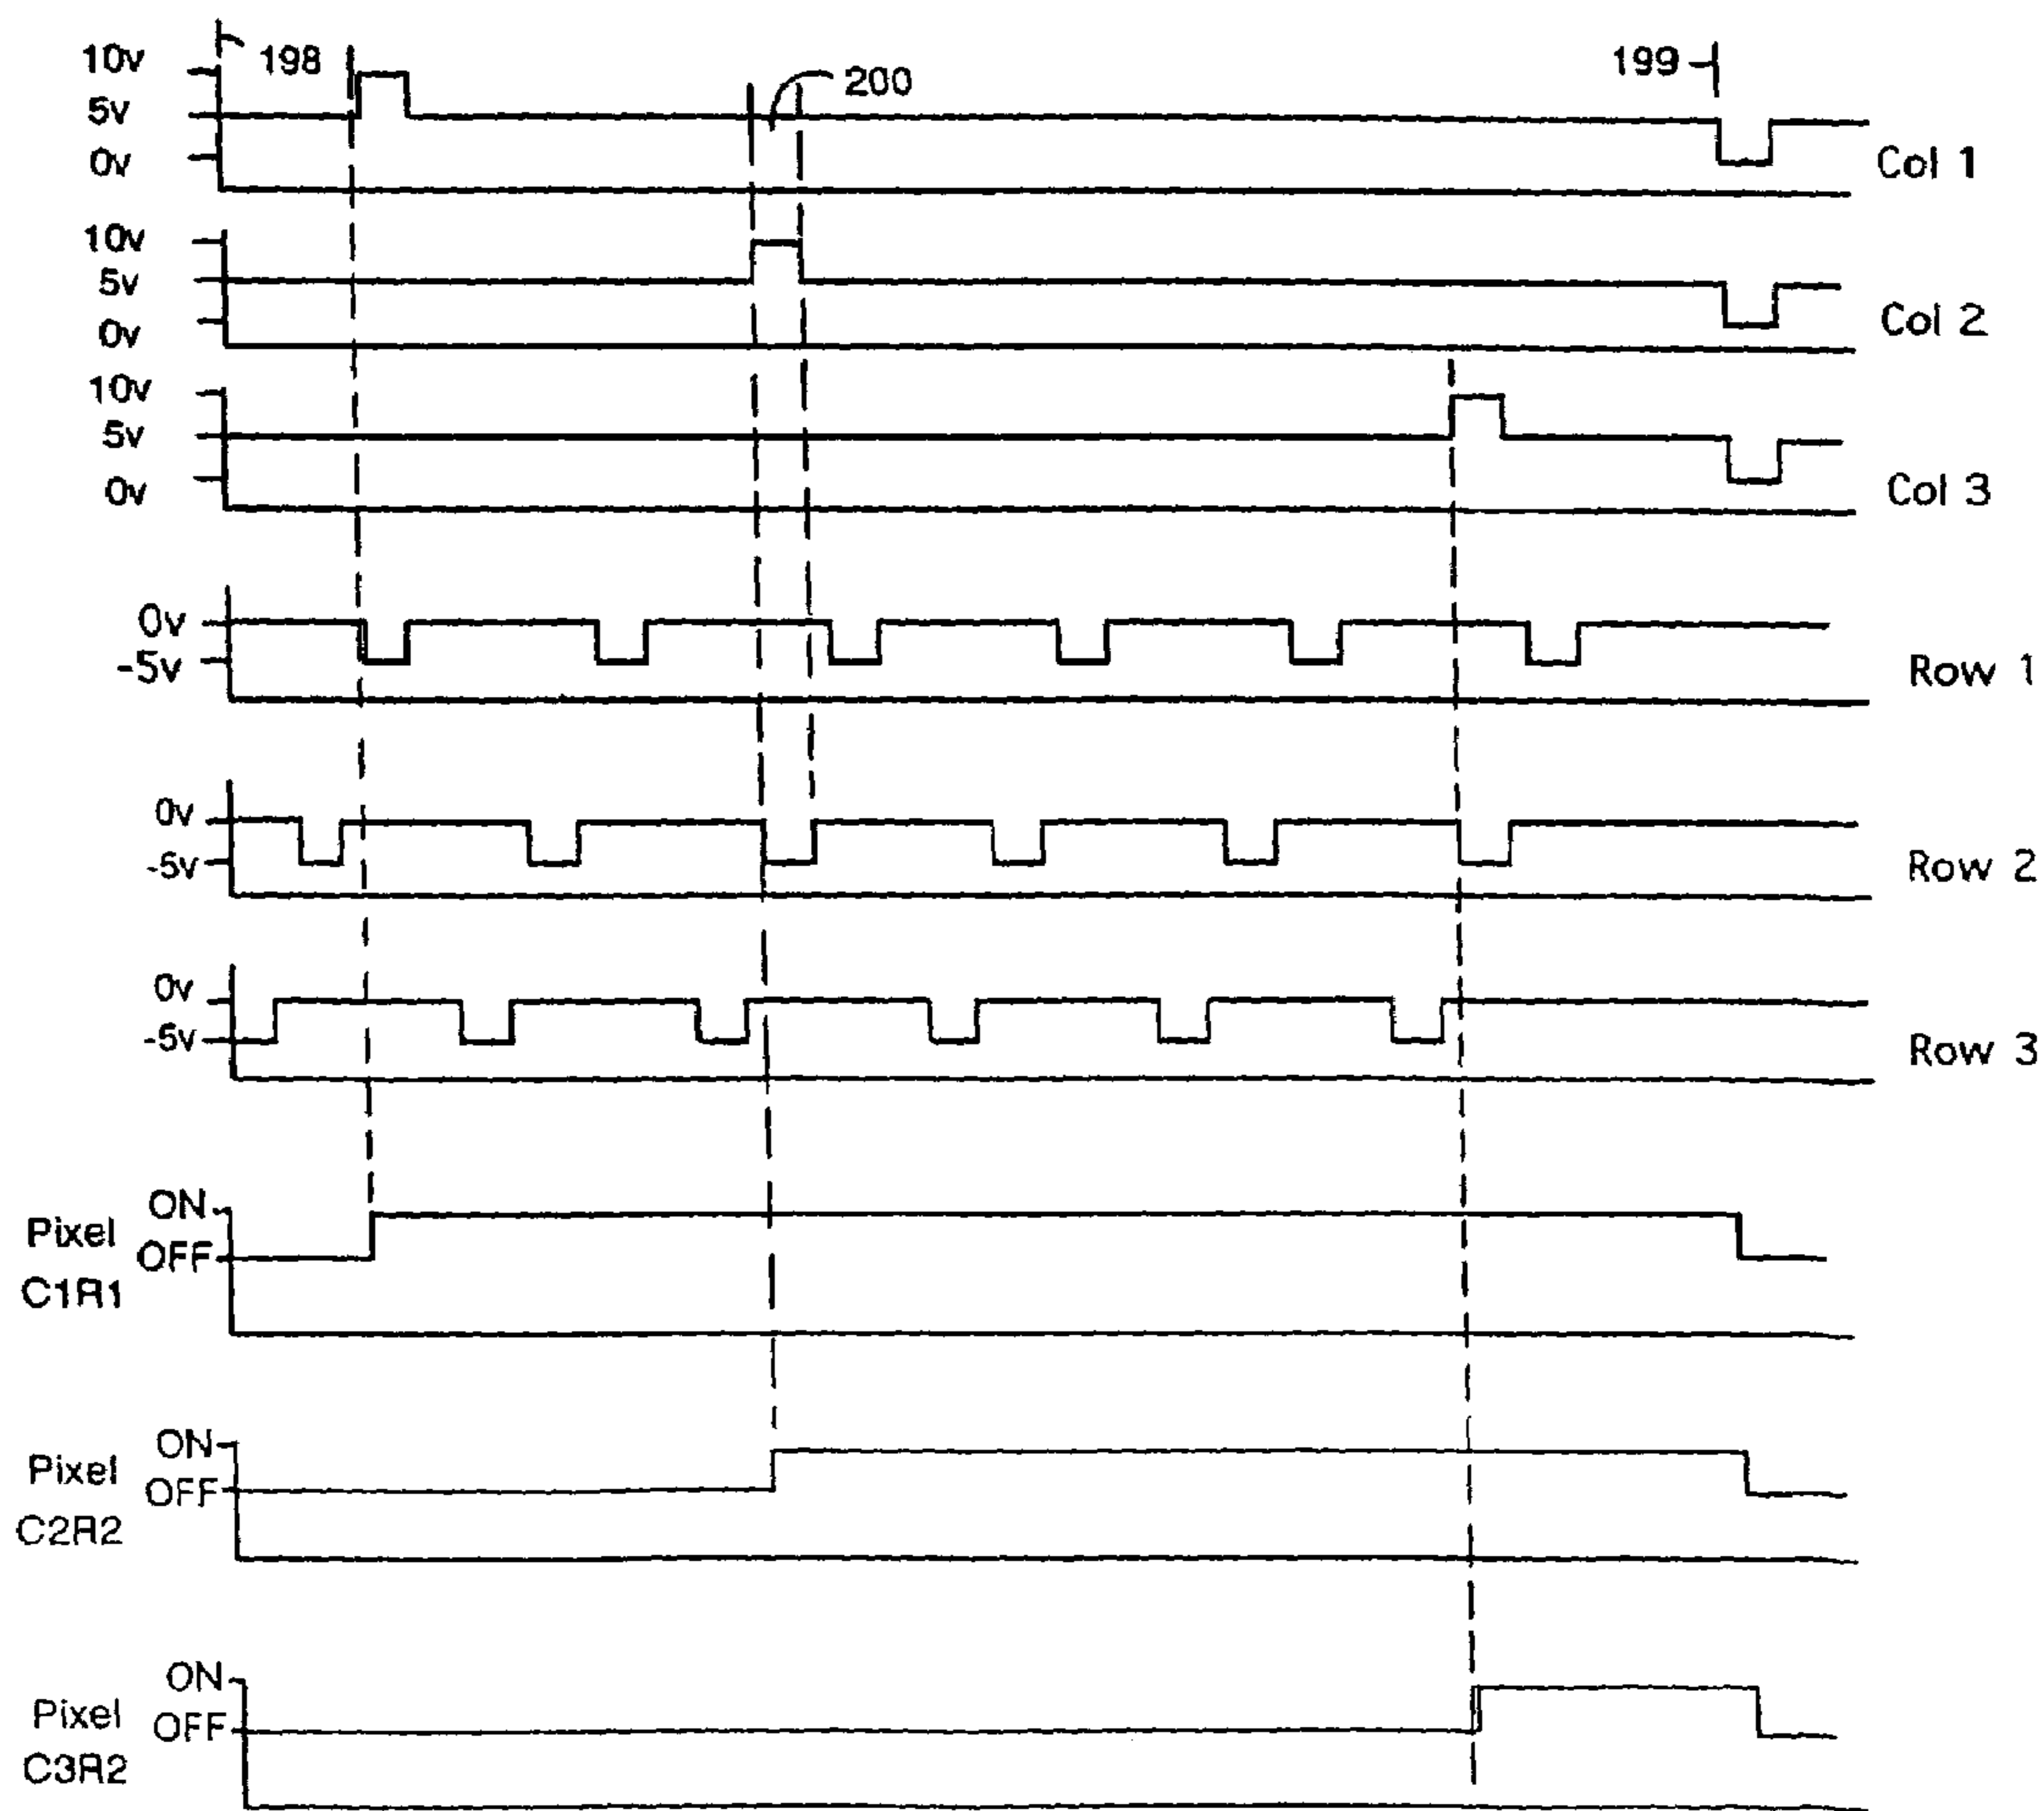 198
10v
5v
0v
200
199
Col 1
10v
5v
0v
Col 2
10v
5v
0v
Col 3
0v
-5v
Row 1
0v
-5v
Row 2
0v
-5v
Row 3
Pixel
C1R1
ON
OFF
Pixel
C2R2
ON
OFF
Pixel
C3R2
ON
OFF